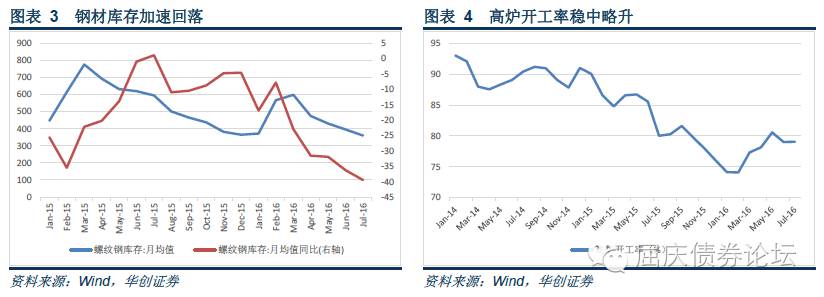 图表 3 钢材库存加速回落
900
800
700
600
500
400
300
200
100
0
5
0
-5
-10
-15
-20
-25
-30
-35
-40
-45
Jan-15
Feb-15
Mar-15
Apr-15
May-15
Jun-15
Jul-15
Aug-15
Sep-15
Oct-15
Nov-15
Dec-15
Jan-16
Feb-16
Mar-16
Apr-16
May-16
Jun-16
Jul-16
螺纹钢库存:月均值
螺纹钢库存:月均值同比(右轴)
资料来源：Wind，华创证券
图表 4 高炉开工率稳中略升
95
90
85
80
75
70
Jan-14
Mar-14
May-14
Jul-14
Sep-14
Nov-14
Jan-15
Mar-15
May-15
Jul-15
Sep-15
Nov-15
Jan-16
Mar-16
May-16
Jul-16
开工
屈庆债券论坛
资料来源：Wind，华创证券